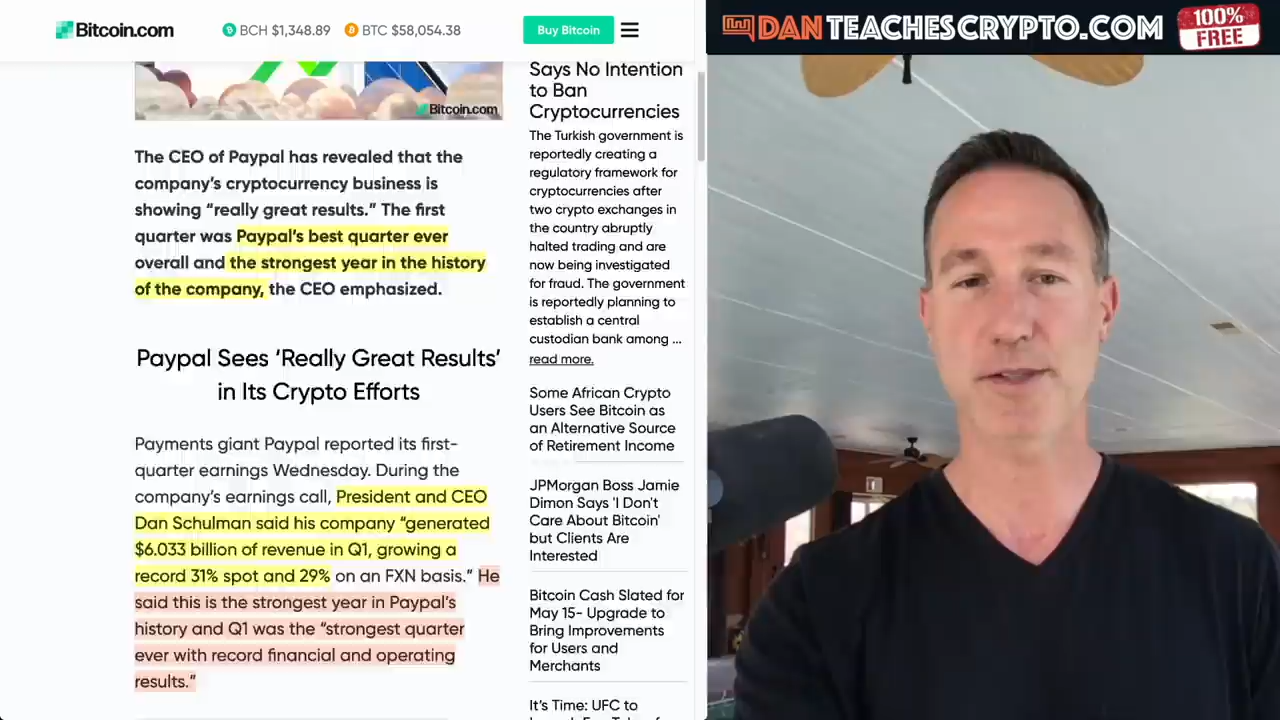 Bitcoin.com
BCH $1,348.89
BTC $58,054.38
Buy Bitcoin
DANTEACHESCRYPTO.COM
100%
FREE
Bitcoin.com
The CEO of Paypal has revealed that the
company's cryptocurrency business is
showing “really great results.” The first
quarter was Paypal's best quarter ever
overall and the strongest year in the history
of the company, the CEO emphasized.
Paypal Sees ‘Really Great Results’
in Its Crypto Efforts
Payments giant Paypal reported its first-
quarter earnings Wednesday. During the
company's earnings call, President and CEO
Dan Schulman said his company “generated
$6.033 billion of revenue in Q1, growing a
record 31% spot and 29% on an FXN basis.” He
said this is the strongest year in Paypal's
history and Q1 was the “strongest quarter
ever with record financial and operating
results.”
Says No Intention
to Ban
Cryptocurrencies
The Turkish government is
reportedly creating a
regulatory framework for
cryptocurrencies after
two crypto exchanges in
the country abruptly
halted trading and are
now being investigated
for fraud. The government
is reportedly planning to
establish a central
custodian bank among ...
read more.
Some African Crypto
Users See Bitcoin as
an Alternative Source
of Retirement Income
JPMorgan Boss Jamie
Dimon Says 'I Don't
Care About Bitcoin'
but Clients Are
Interested
Bitcoin Cash Slated for
May 15- Upgrade to
Bring Improvements
for Users and
Merchants
It's Time: UFC to